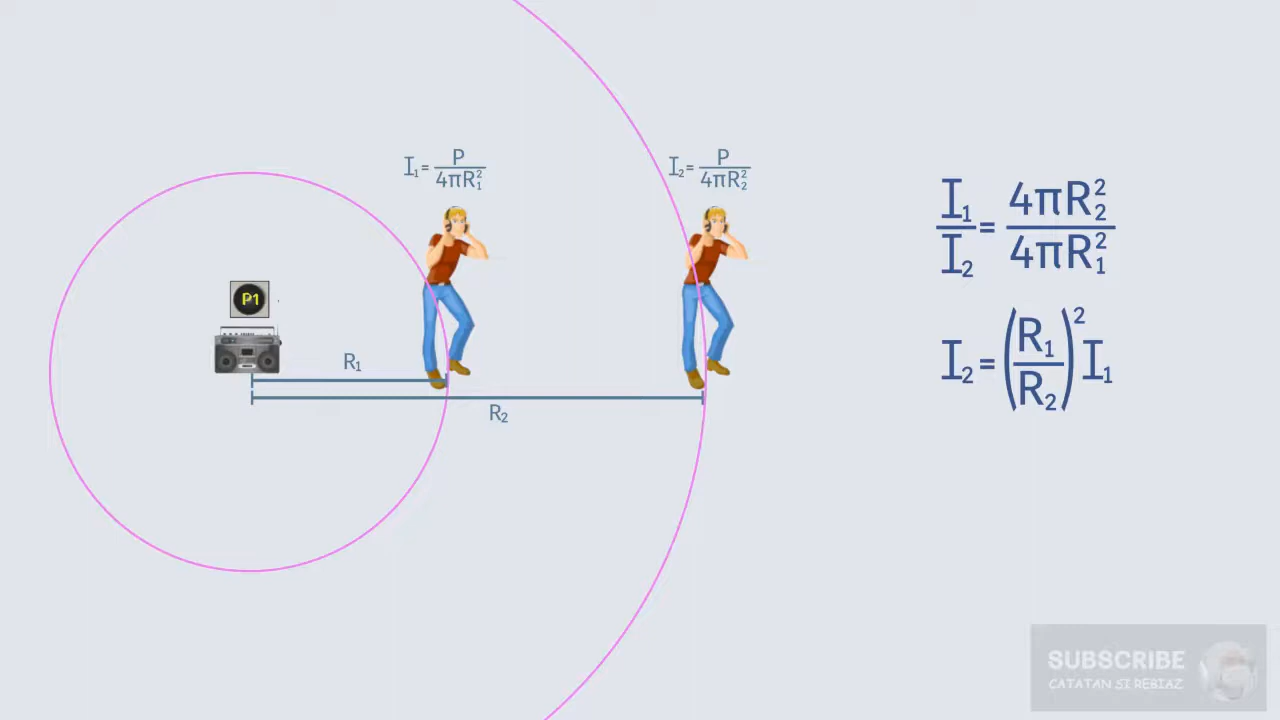 I₁ = P / 4πR₁²
I₂ = P / 4πR₂²
P1
R₁
R₂
I₁ / I₂ = 4πR₂² / 4πR₁²
I₂ = (R₁ / R₂)² I₁
SUBSCRIBE
CATATAN SI REBIAZ